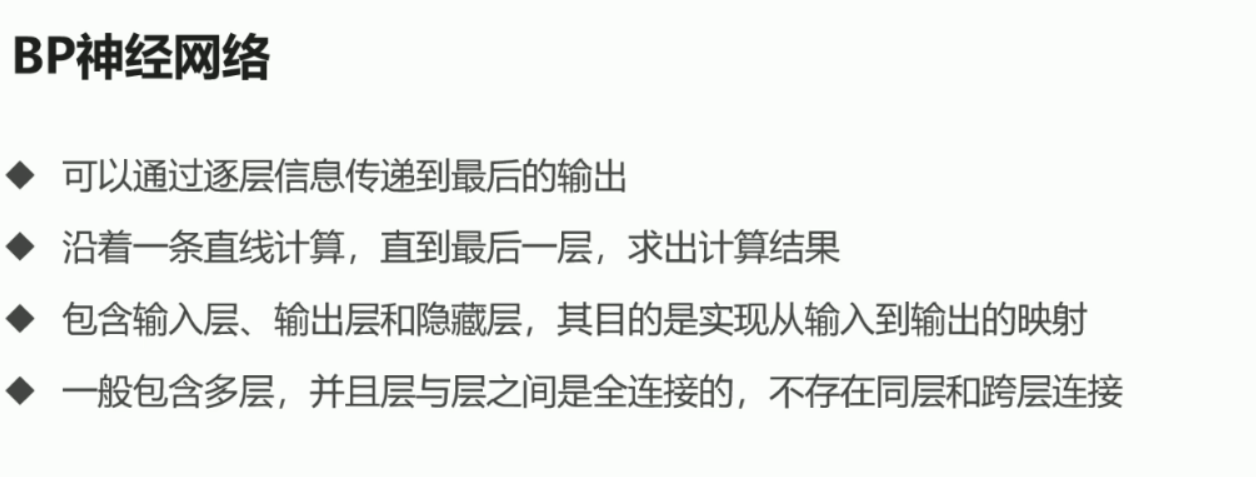 BP神经网络
◆ 可以通过逐层信息传递到最后的输出
◆ 沿着一条直线计算，直到最后一层，求出计算结果
◆ 包含输入层、输出层和隐藏层，其目的是实现从输入到输出的映射
◆ 一般包含多层，并且层与层之间是全连接的，不存在同层和跨层连接